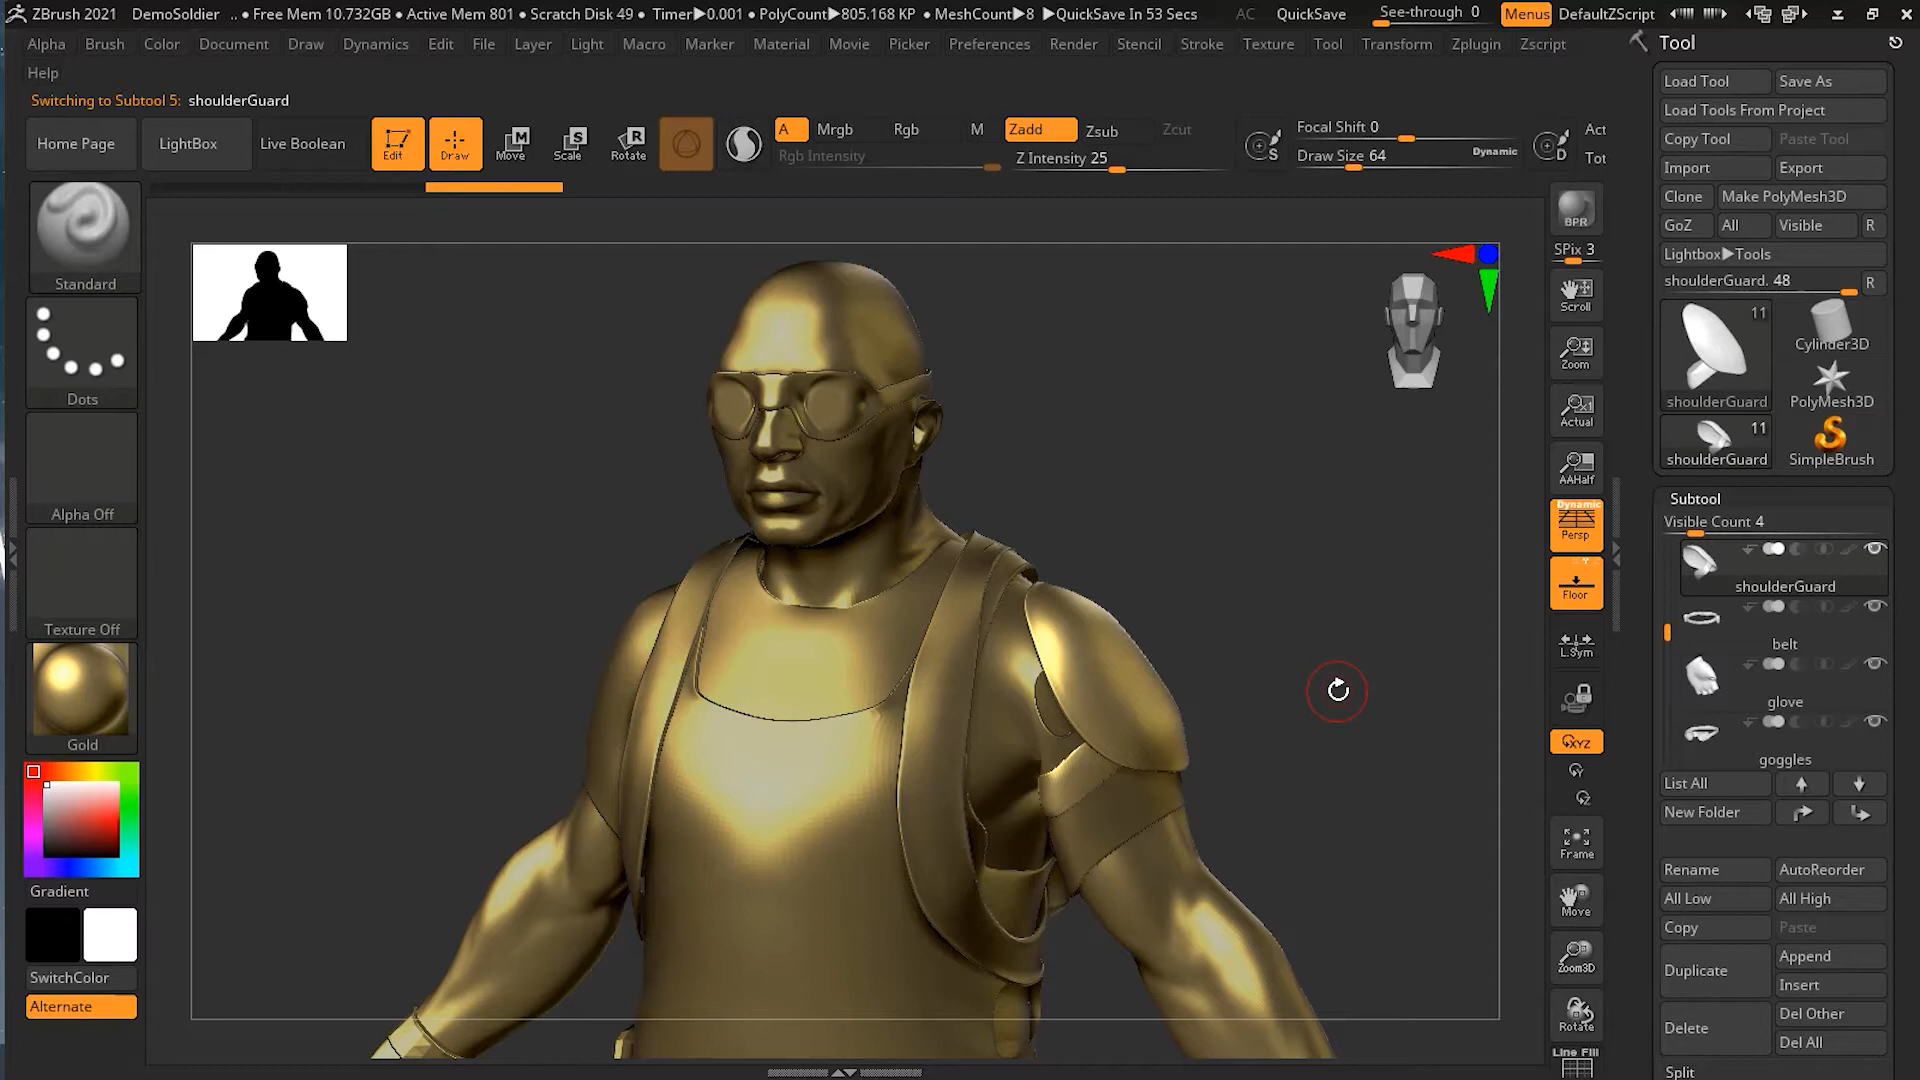 ZBrush 2021 DemoSoldier .. ● Free Mem 10.732GB ● Active Mem 801 ● Scratch Disk 49 ● Timer▶0.001 ● PolyCount▶805.168 KP ● MeshCount▶8 ▶QuickSave In 53 Secs AC QuickSave See-through 0 Menus DefaultZScript
Alpha Brush Color Document Draw Dynamics Edit File Layer Light Macro Marker Material Movie Picker Preferences Render Stencil Stroke Texture Tool Transform Zplugin Zscript
Help
Switching to Subtool 5: shoulderGuard
Home Page LightBox Live Boolean Edit Draw Move Scale Rotate
M S R
A Mrgb Rgb M Zadd Zsub Zcut
Rgb Intensity Z Intensity 25
S Focal Shift 0 D Act
Draw Size 64 Dynamic Tot
Standard
Dots
Alpha Off
Texture Off
Gold
Gradient
SwitchColor
Alternate
BPR
SPix 3
Scroll
Zoom
Actual
AAHalf
Dynamic
Persp
Floor
L.Sym
XYZ
Y
Z
Frame
Move
Zoom3D
Rotate
Line Fill
Tool
Load Tool Save As
Load Tools From Project
Copy Tool Paste Tool
Import Export
Clone Make PolyMesh3D
GoZ All Visible R
Lightbox▶Tools
shoulderGuard. 48 R
11
shoulderGuard Cylinder3D
PolyMesh3D
11
shoulderGuard SimpleBrush
Subtool
Visible Count 4
shoulderGuard
belt
glove
goggles
List All
New Folder
Rename AutoReorder
All Low All High
Copy Paste
Duplicate Append
Insert
Delete Del Other
Del All
Split